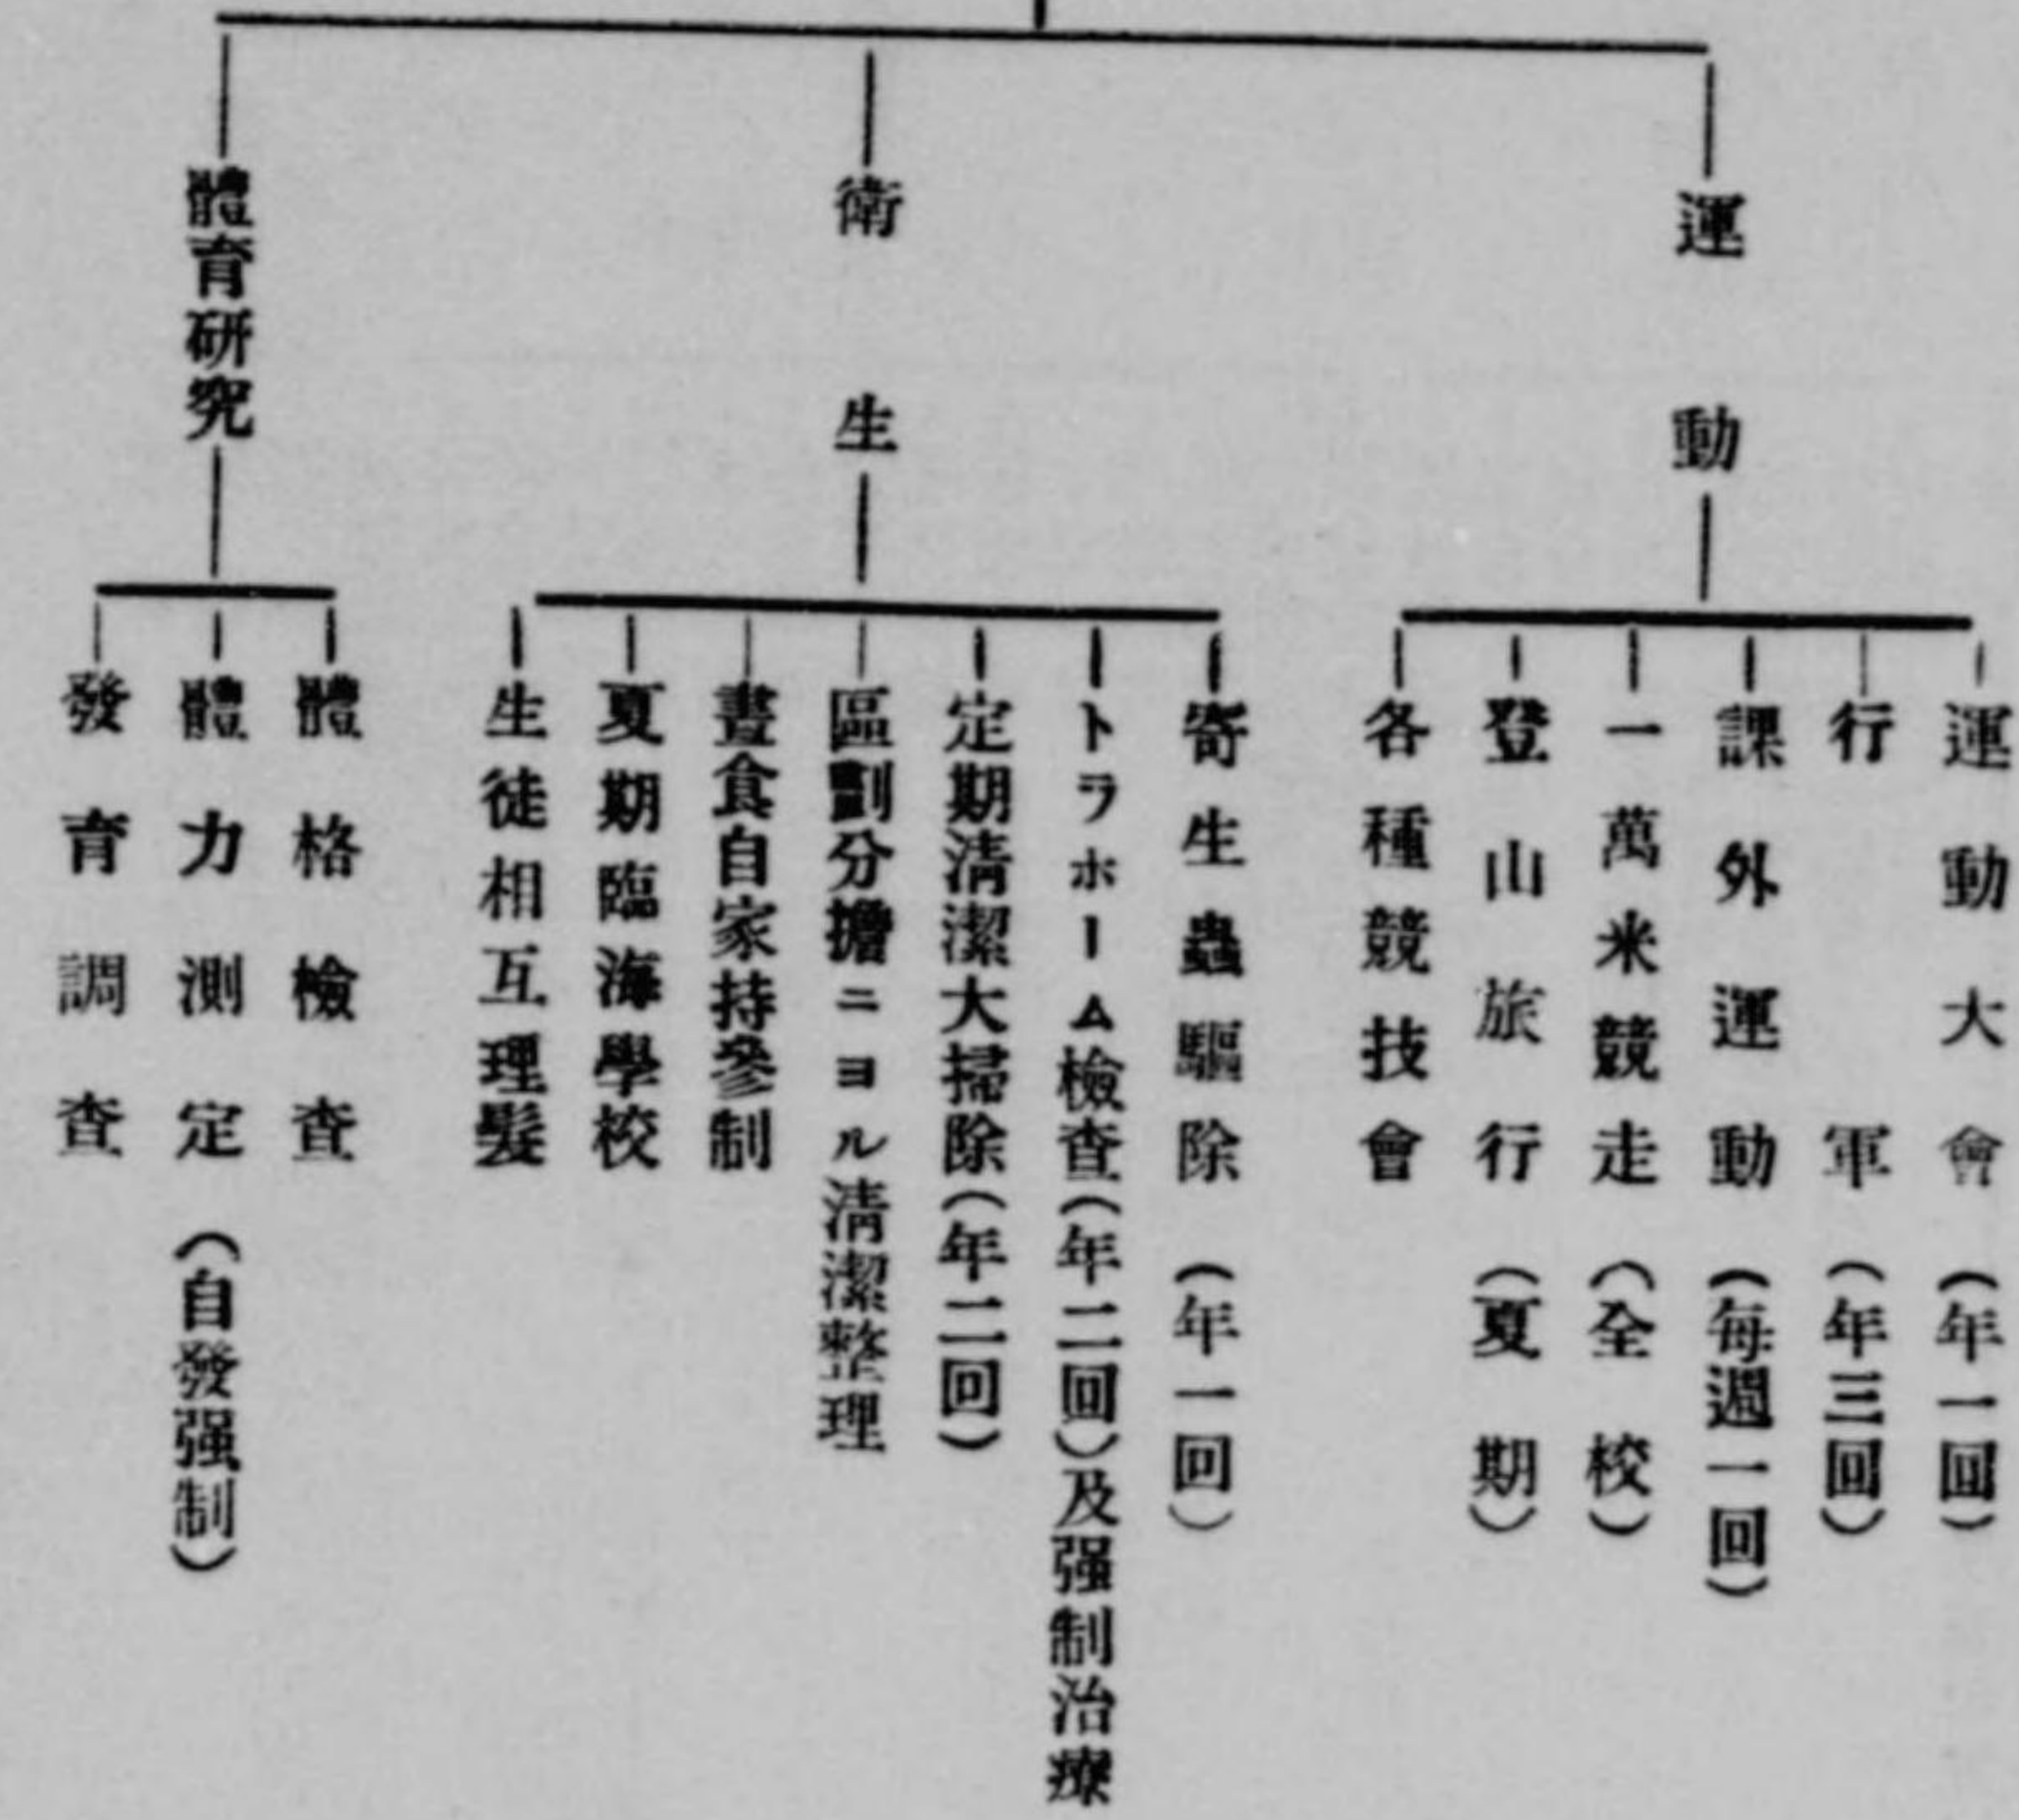 運動
運動大會(年一回)
行軍(年三回)
課外運動(每週一回)
一萬米競走(全校)
登山旅行(夏期)
各種競技會
衛生
寄生蟲驅除(年一回)
トラホーム檢查(年二回)及强制治療
定期淸潔大掃除(年二回)
區劃分擔ニヨル淸潔整理
晝食自家持參制
夏期臨海學校
生徒相互理髮
體育硏究
體格檢查
體力測定(自發强制)
發育調查